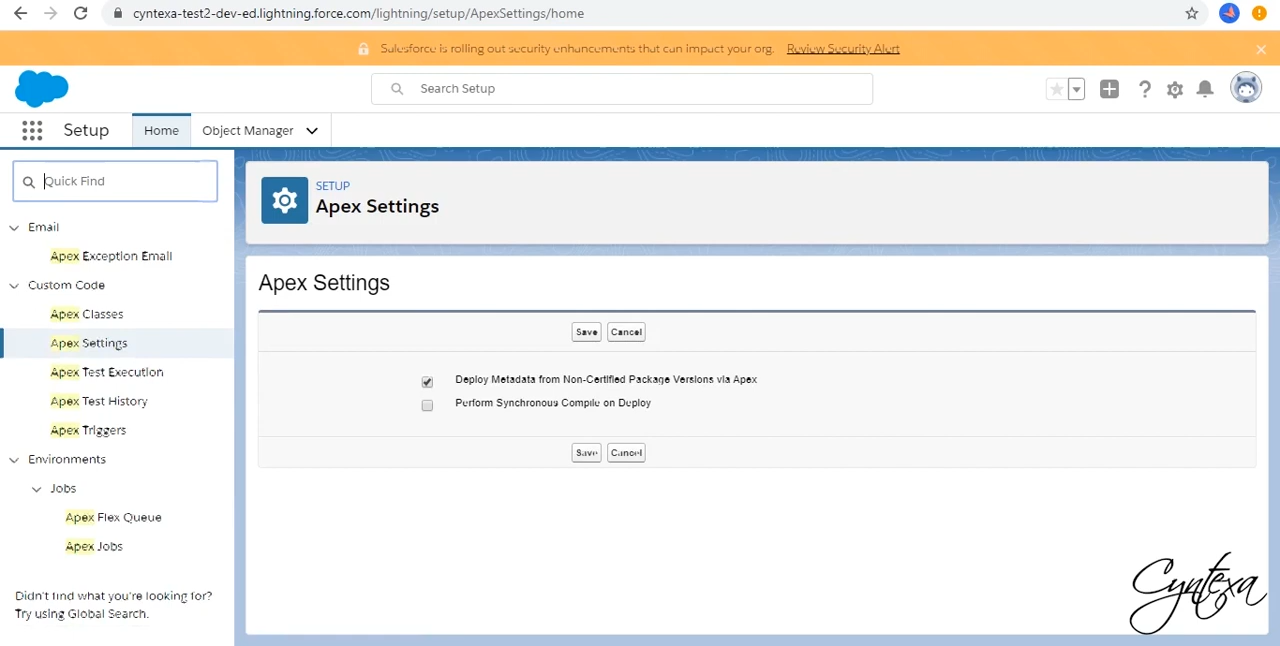 cyntexa-test2-dev-ed.lightning.force.com/lightning/setup/ApexSettings/home
Salesforce is rolling out security enhancements that can impact your org. Review Security Alert
Search Setup
Setup
Home
Object Manager
Quick Find
Email
Apex Exception Email
Custom Code
Apex Classes
Apex Settings
Apex Test Execution
Apex Test History
Apex Triggers
Environments
Jobs
Apex Flex Queue
Apex Jobs
Didn't find what you're looking for?
Try using Global Search.
SETUP
Apex Settings
Apex Settings
Save Cancel
Deploy Metadata from Non-Certified Package Versions via Apex
Perform Synchronous Compile on Deploy
Save Cancel
Cyntexa